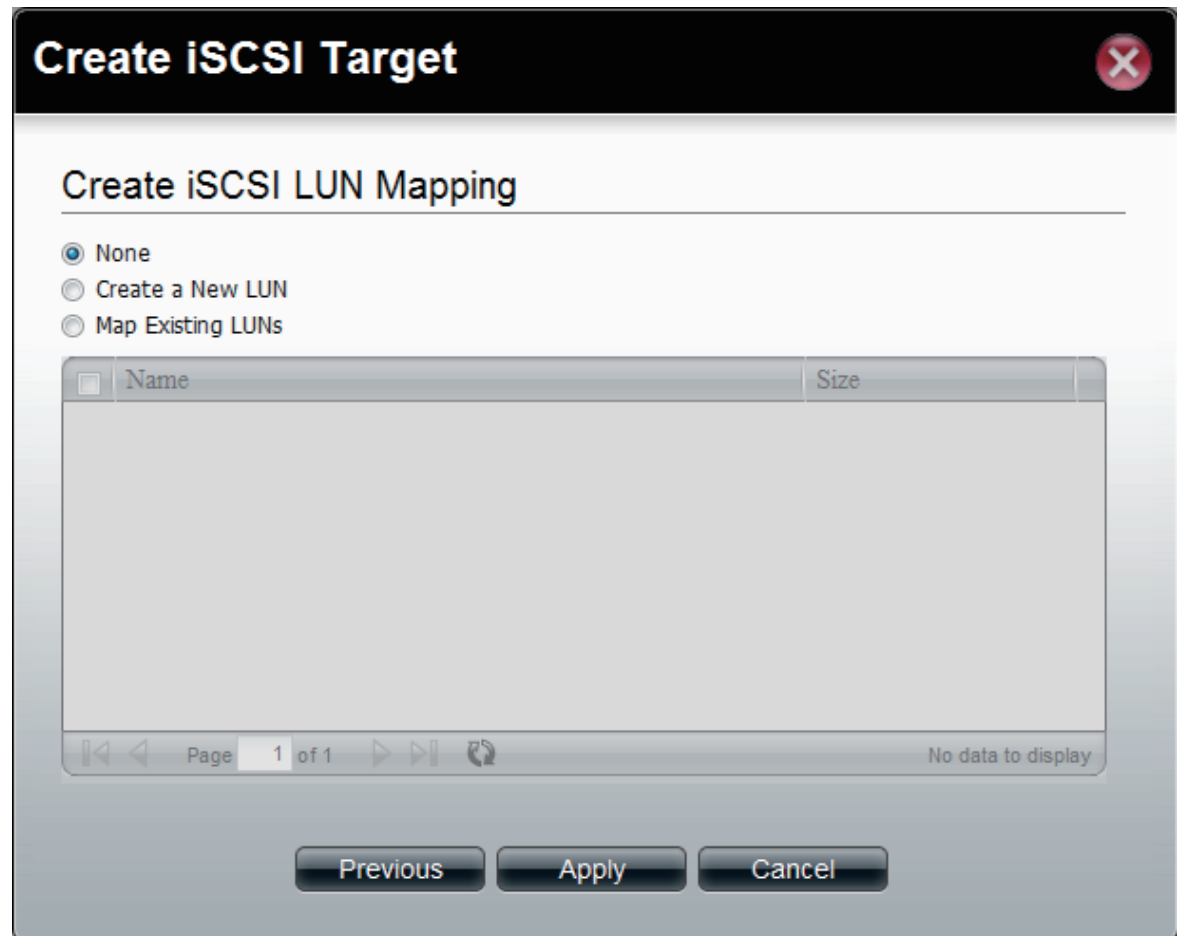 Create iSCSI Target
Create iSCSI LUN Mapping
None
Create a New LUN
Map Existing LUNs
Name Size
Page 1 of 1 No data to display
Previous Apply Cancel